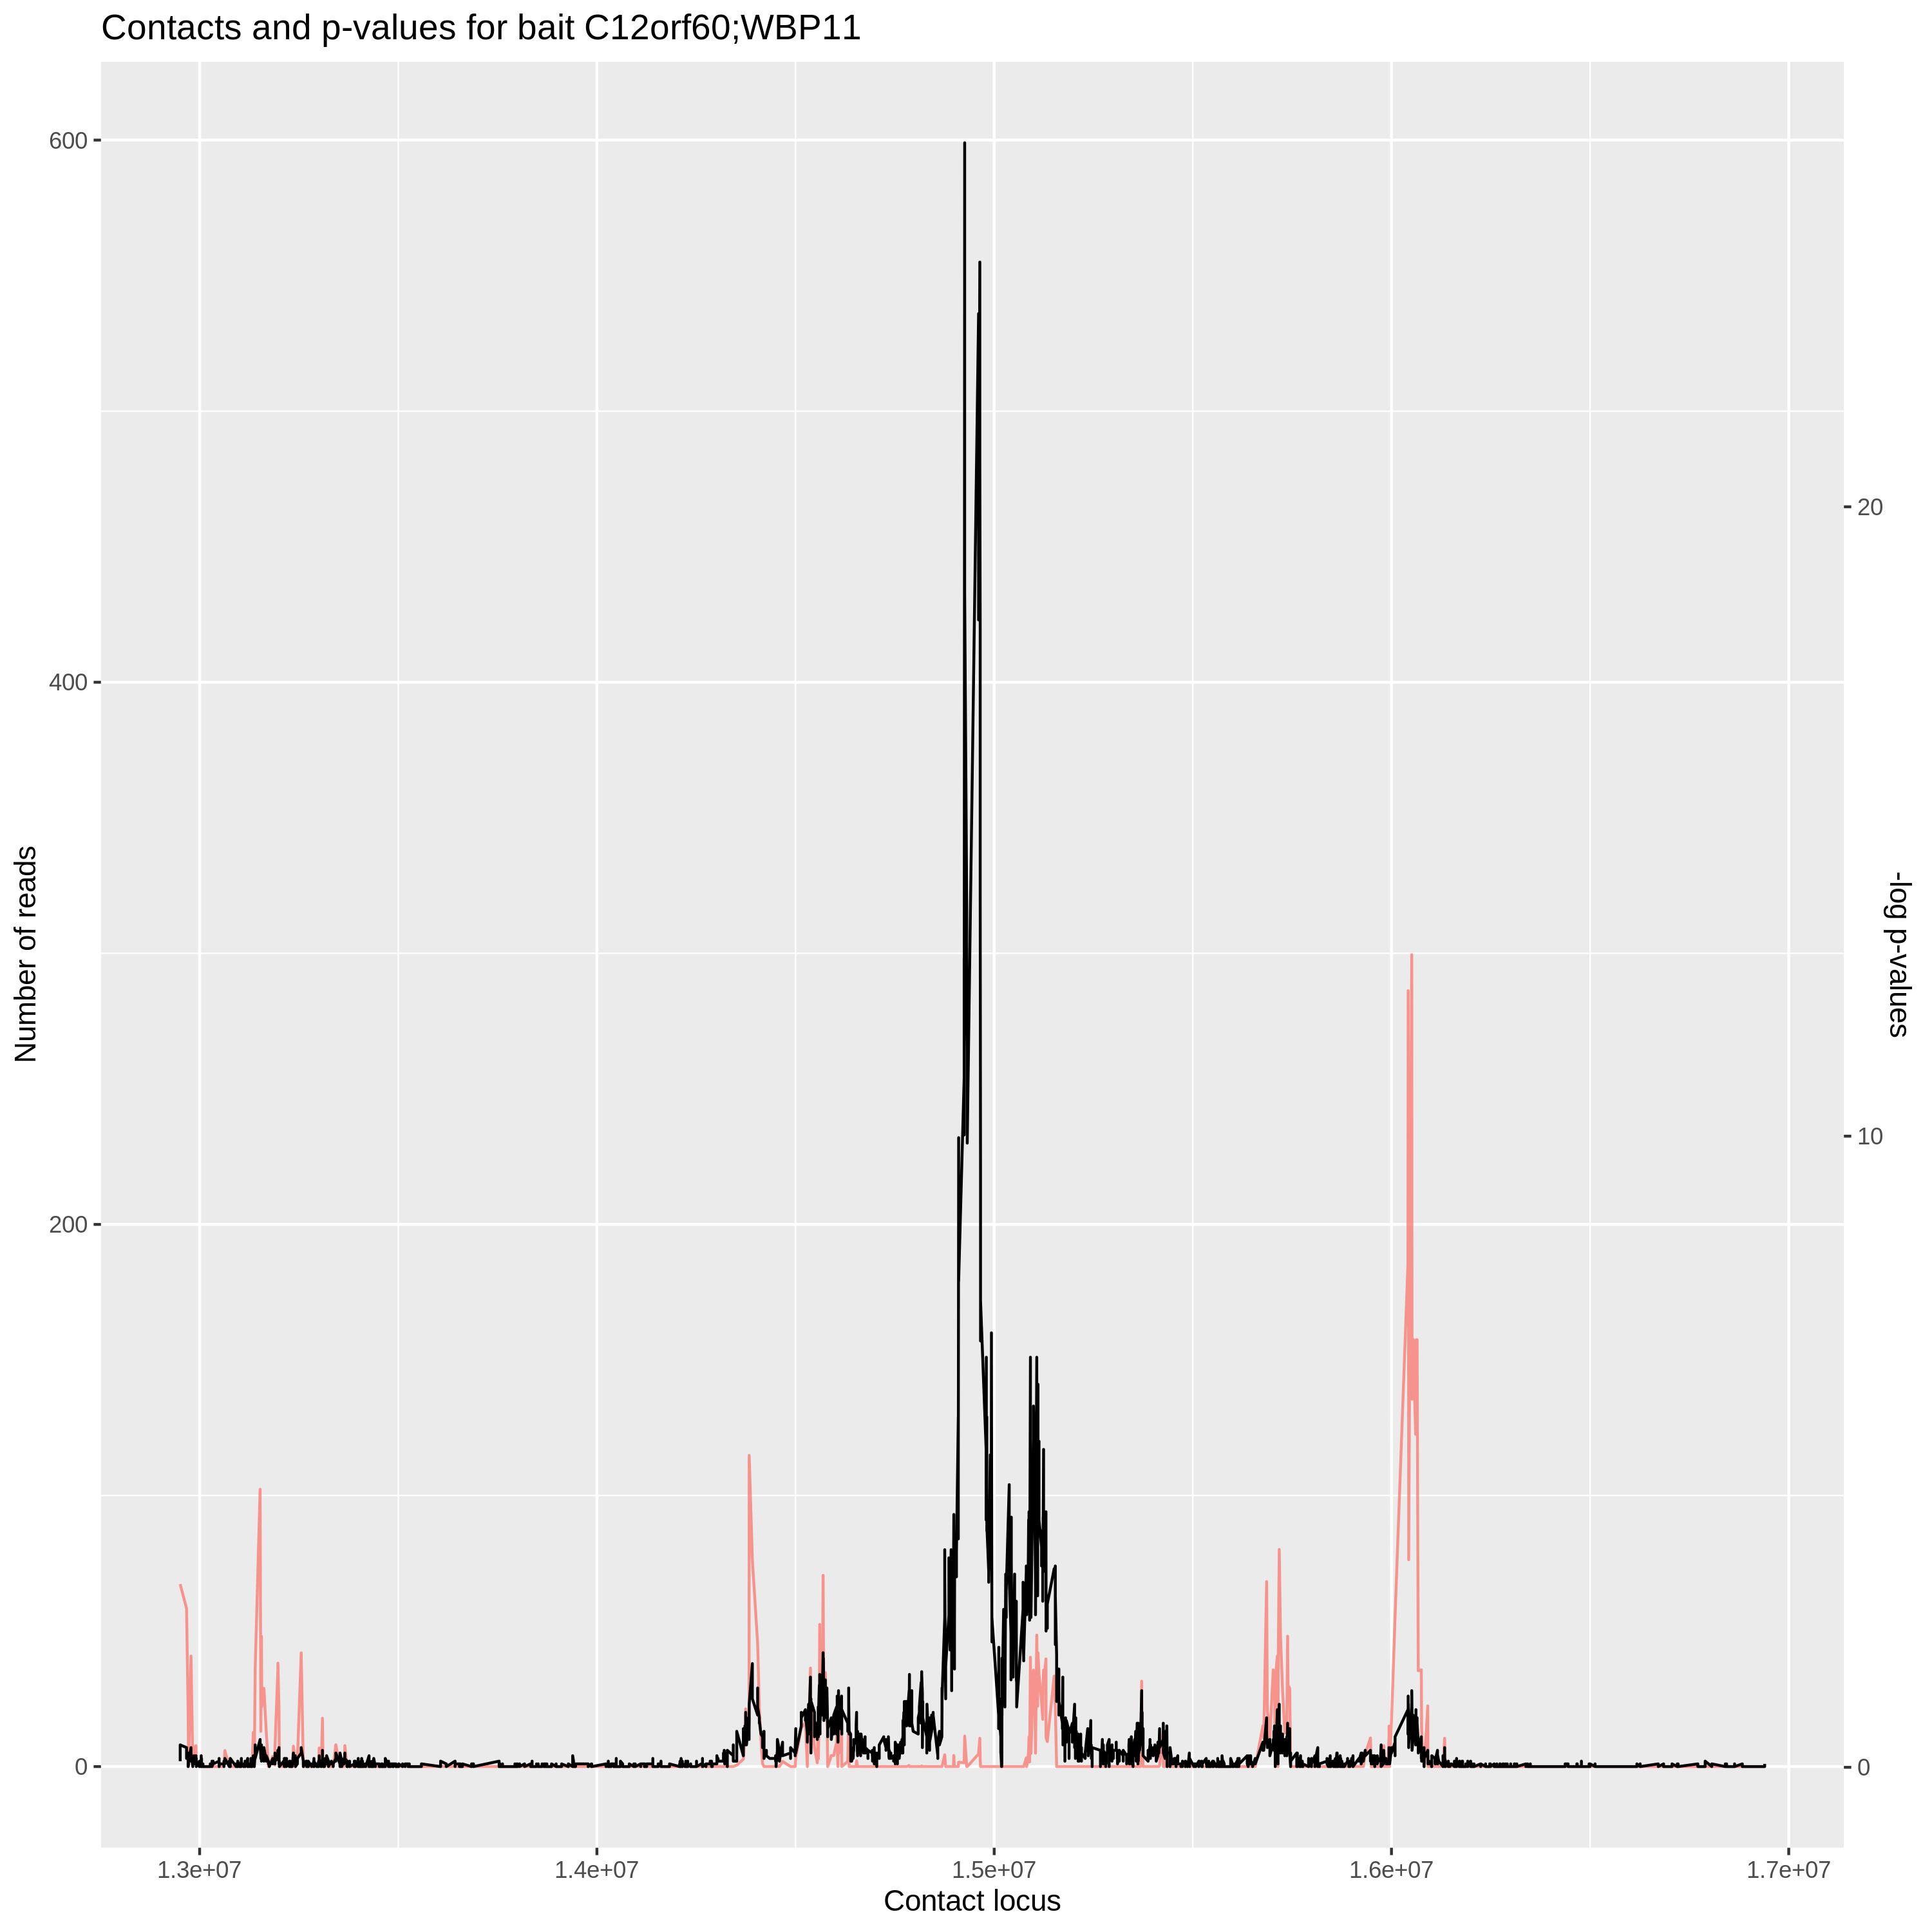 Contacts and p-values for bait C12orf60;WBP11
600
400
200
0
Number of reads
20
10
0
-log p-values
1.3e+07
1.4e+07
1.5e+07
1.6e+07
1.7e+07
Contact locus